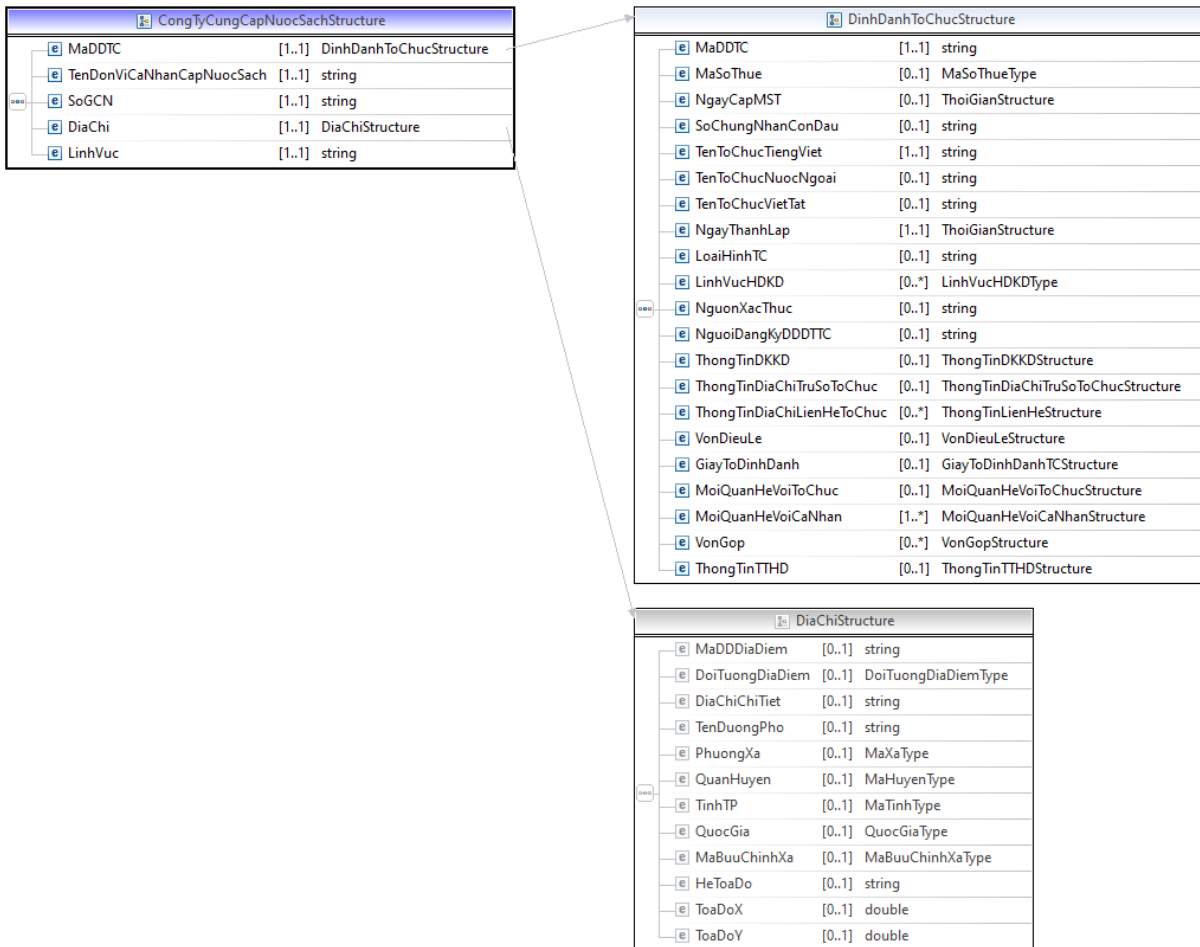 CongTyCungCapNuocSachStructure
MaDDTC [1..1] DinhDanhToChucStructure
TenDonViCaNhanCapNuocSach [1..1] string
SoGCN [1..1] string
DiaChi [1..1] DiaChiStructure
LinhVuc [1..1] string
DinhDanhToChucStructure
MaDDTC [1..1] string
MaSoThue [0..1] MaSoThueType
NgayCapMST [0..1] ThoiGianStructure
SoChungNhanConDau [0..1] string
TenToChucTiengViet [1..1] string
TenToChucNuocNgoai [0..1] string
TenToChucVietTat [0..1] string
NgayThanhLap [1..1] ThoiGianStructure
LoaiHinhTC [0..1] string
LinhVucHDKD [0..*] LinhVucHDKDType
NguonXacThuc [0..1] string
NguoiDangKyDDDTTC [0..1] string
ThongTinDKKD [0..1] ThongTinDKKDStructure
ThongTinDiaChiTruSoToChuc [0..1] ThongTinDiaChiTruSoToChucStructure
ThongTinDiaChiLienHeToChuc [0..*] ThongTinLienHeStructure
VonDieuLe [0..1] VonDieuLeStructure
GiayToDinhDanh [0..1] GiayToDinhDanhTCStructure
MoiQuanHeVoiToChuc [0..1] MoiQuanHeVoiToChucStructure
MoiQuanHeVoiCaNhan [1..*] MoiQuanHeVoiCaNhanStructure
VonGop [0..*] VonGopStructure
ThongTinTTHD [0..1] ThongTinTTHDStructure
DiaChiStructure
MaDDDiaDiem [0..1] string
DoiTuongDiaDiem [0..1] DoiTuongDiaDiemType
DiaChiChiTiet [0..1] string
TenDuongPho [0..1] string
PhuongXa [0..1] MaXaType
QuanHuyen [0..1] MaHuyenType
TinhTP [0..1] MaTinhType
QuocGia [0..1] QuocGiaType
MaBuuChinhXa [0..1] MaBuuChinhXaType
HeToaDo [0..1] string
ToaDoX [0..1] double
ToaDoY [0..1] double